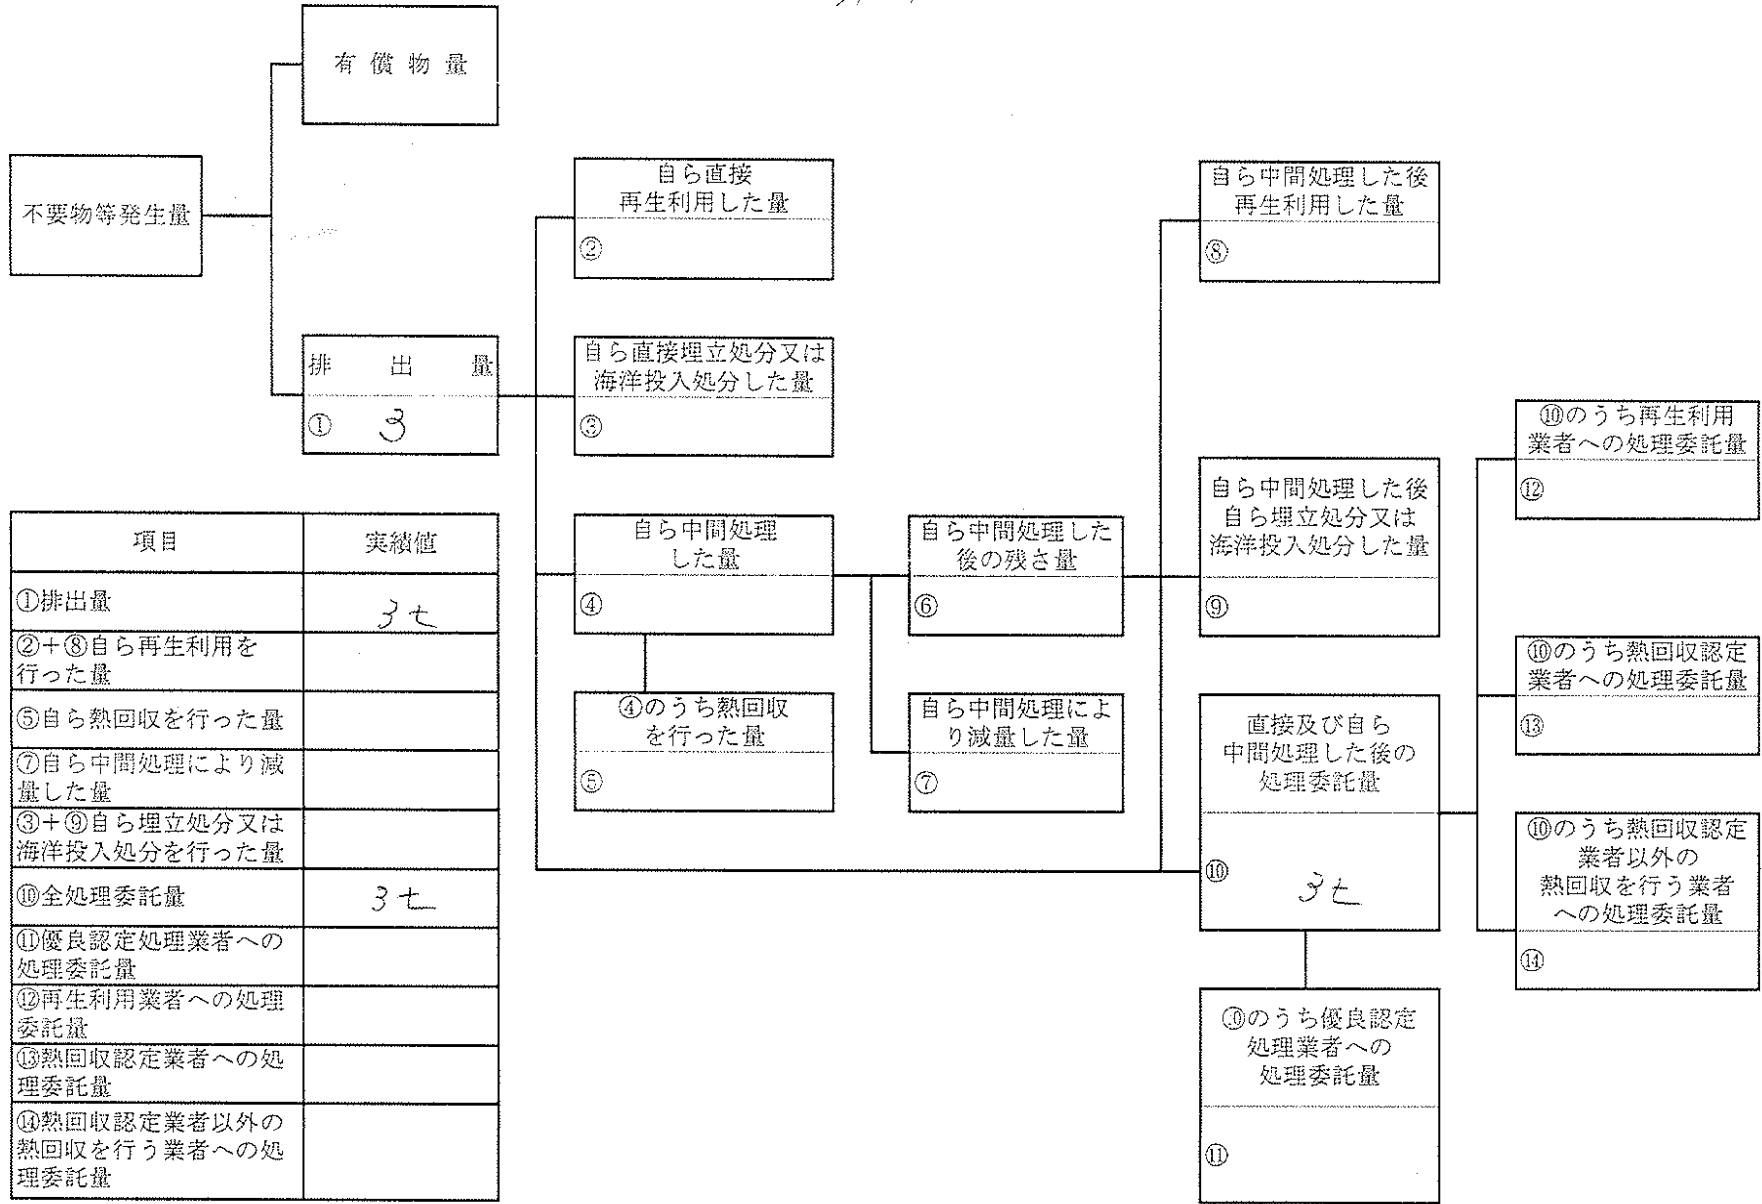 有償物量
不要物等発生量
排出量
① 3
自ら直接
再生利用した量
②
自ら直接埋立処分又は
海洋投入処分した量
③
自ら中間処理
した量
④
④のうち熱回収
を行った量
⑤
自ら中間処理した
後の残さ量
⑥
自ら中間処理によ
り減量した量
⑦
自ら中間処理した後
再生利用した量
⑧
自ら中間処理した後
自ら埋立処分又は
海洋投入処分した量
⑨
直接及び自ら
中間処理した後の
処理委託量
⑩
3t
⑩のうち優良認定
処理業者への
処理委託量
⑪
⑩のうち再生利用
業者への処理委託量
⑫
⑩のうち熱回収認定
業者への処理委託量
⑬
⑩のうち熱回収認定
業者以外の
熱回収を行う業者
への処理委託量
⑭
項目 実績値
①排出量 3t
②+⑧自ら再生利用を
行った量
⑤自ら熱回収を行った量
⑦自ら中間処理により減
量した量
③+⑨自ら埋立処分又は
海洋投入処分を行った量
⑩全処理委託量 3t
⑪優良認定処理業者への
処理委託量
⑫再生利用業者への処理
委託量
⑬熱回収認定業者への処
理委託量
⑭熱回収認定業者以外の
熱回収を行う業者への処
理委託量